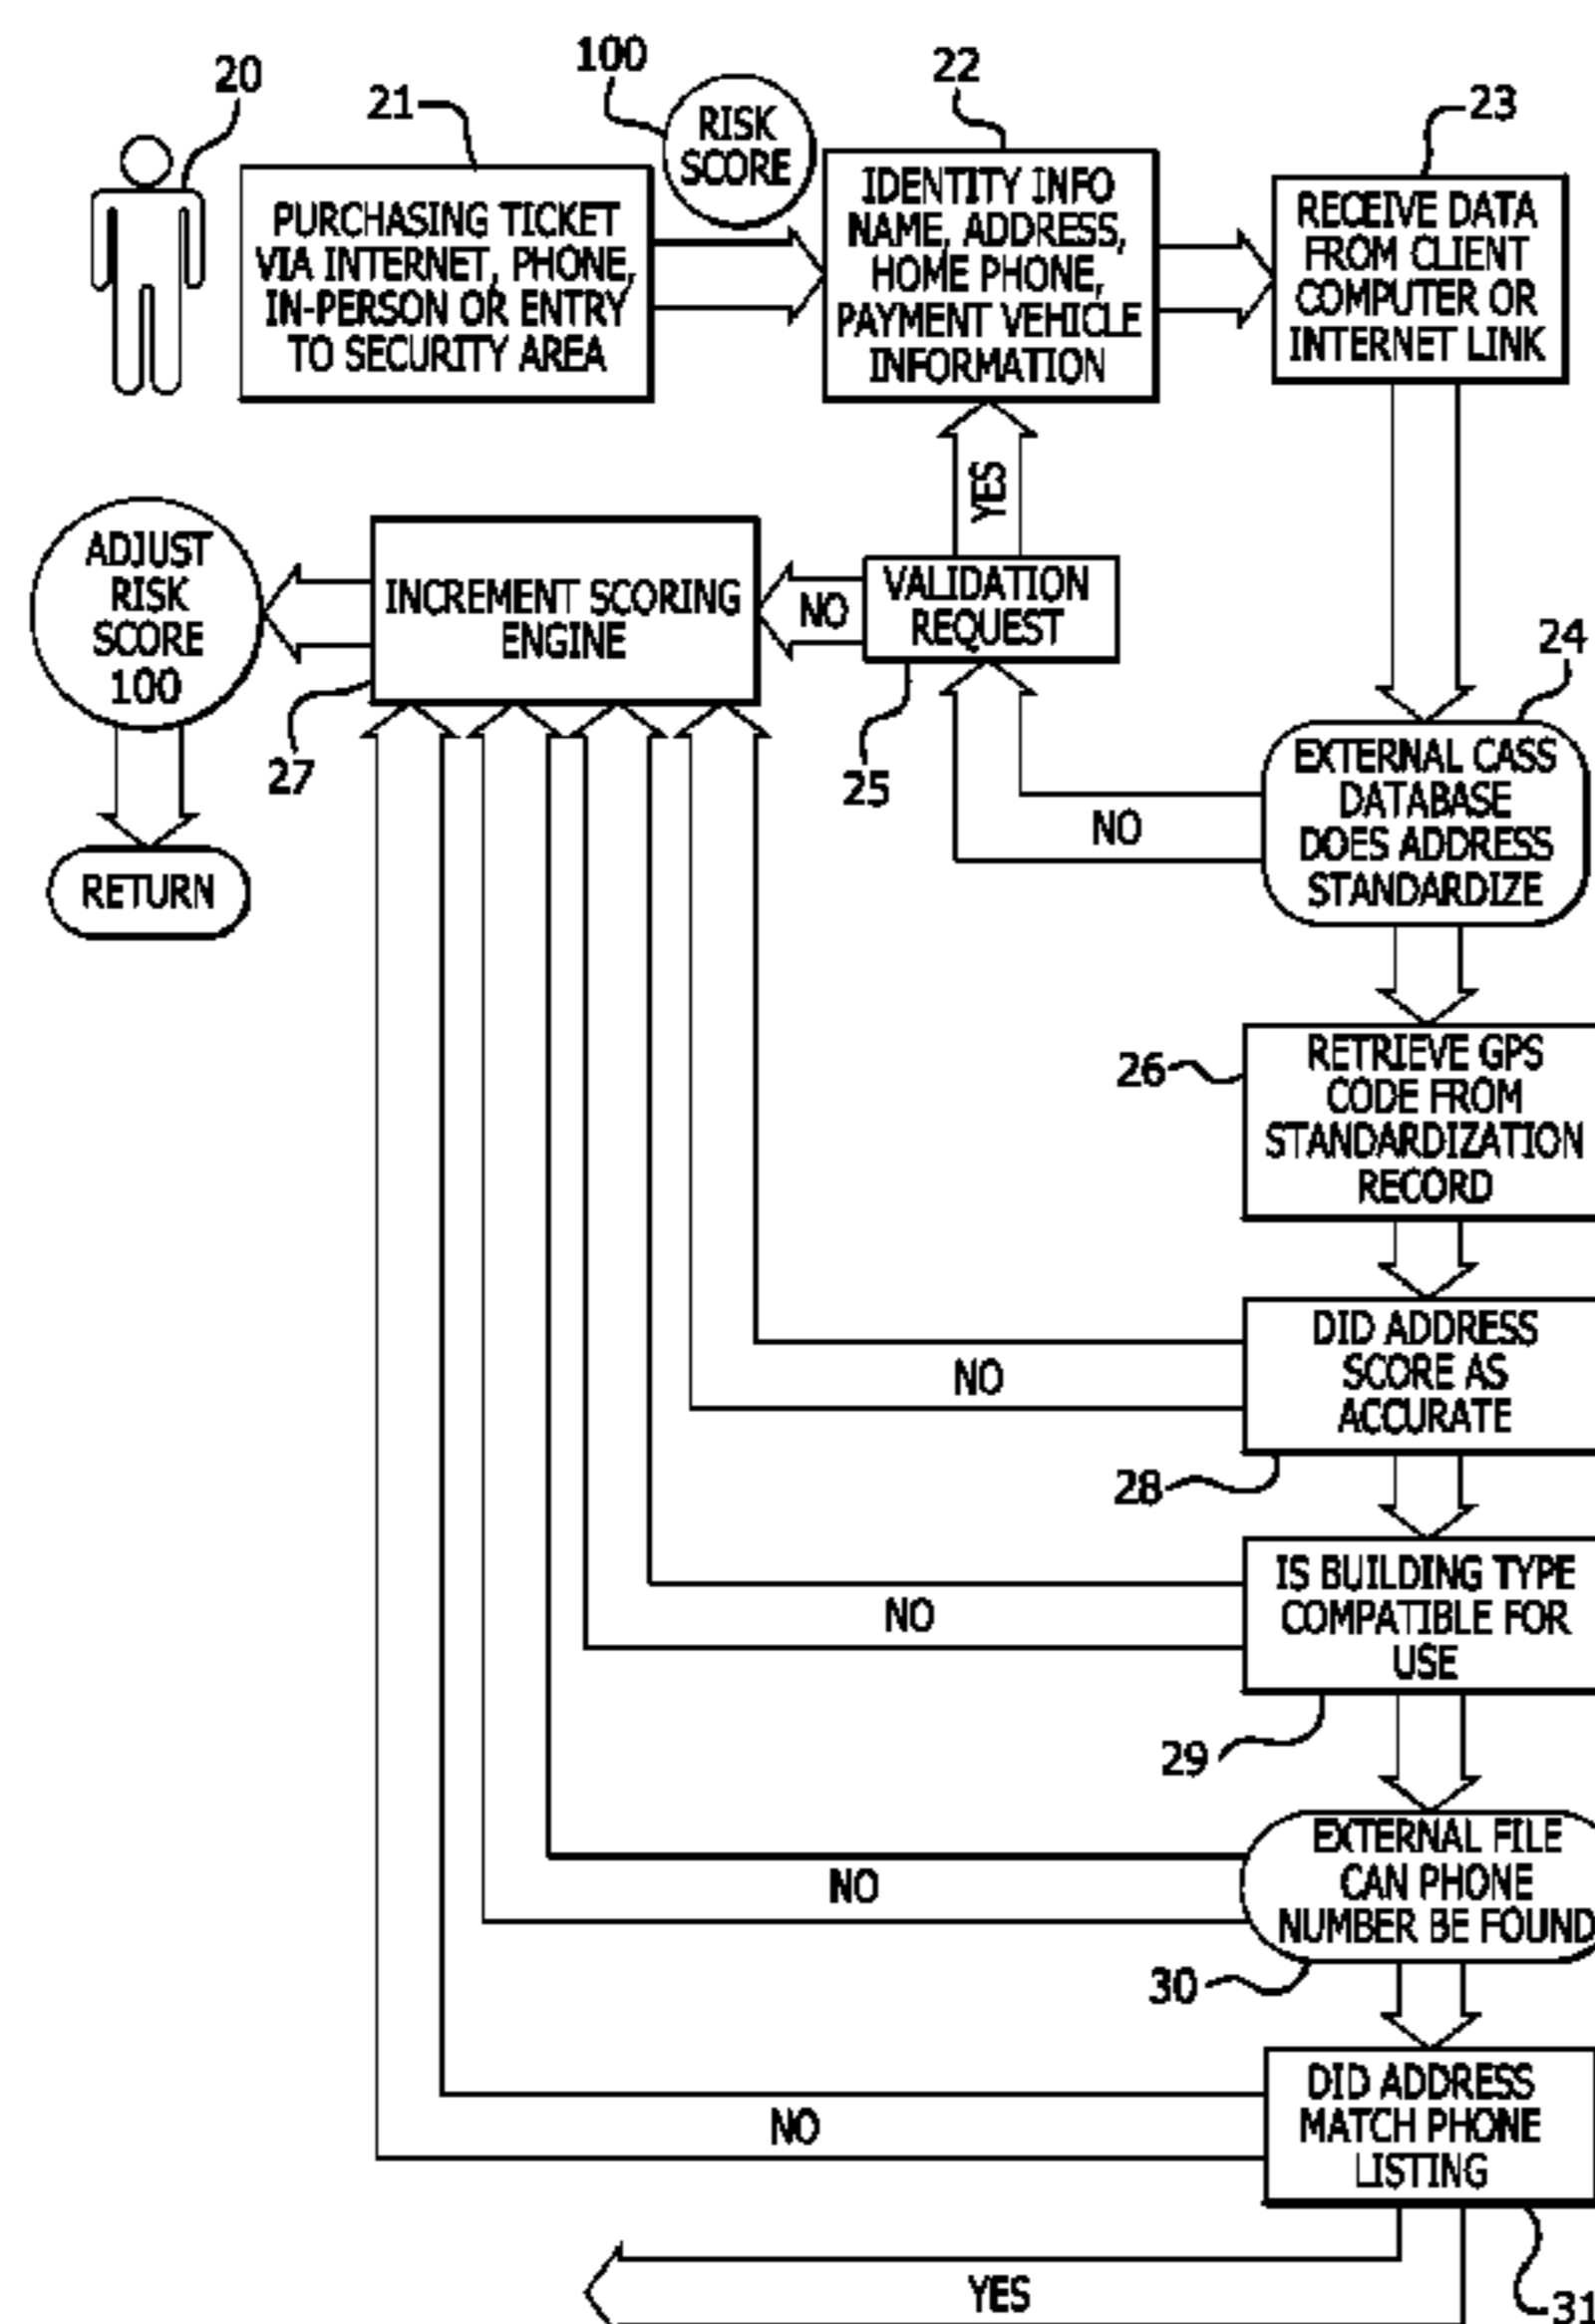 20
21
100
22
23
RISK
SCORE
PURCHASING TICKET
VIA INTERNET, PHONE,
IN-PERSON OR ENTRY
TO SECURITY AREA
IDENTITY INFO
NAME, ADDRESS,
HOME PHONE,
PAYMENT VEHICLE
INFORMATION
RECEIVE DATA
FROM CLIENT
COMPUTER OR
INTERNET LINK
YES
ADJUST
RISK
SCORE
100
INCREMENT SCORING
ENGINE
NO
VALIDATION
REQUEST
27
25
24
RETURN
NO
EXTERNAL CASS
DATABASE
DOES ADDRESS
STANDARDIZE
26
RETRIEVE GPS
CODE FROM
STANDARDIZATION
RECORD
NO
DID ADDRESS
SCORE AS
ACCURATE
28
NO
IS BUILDING TYPE
COMPATIBLE FOR
USE
29
NO
EXTERNAL FILE
CAN PHONE
NUMBER BE FOUND
30
NO
DID ADDRESS
MATCH PHONE
LISTING
YES
31